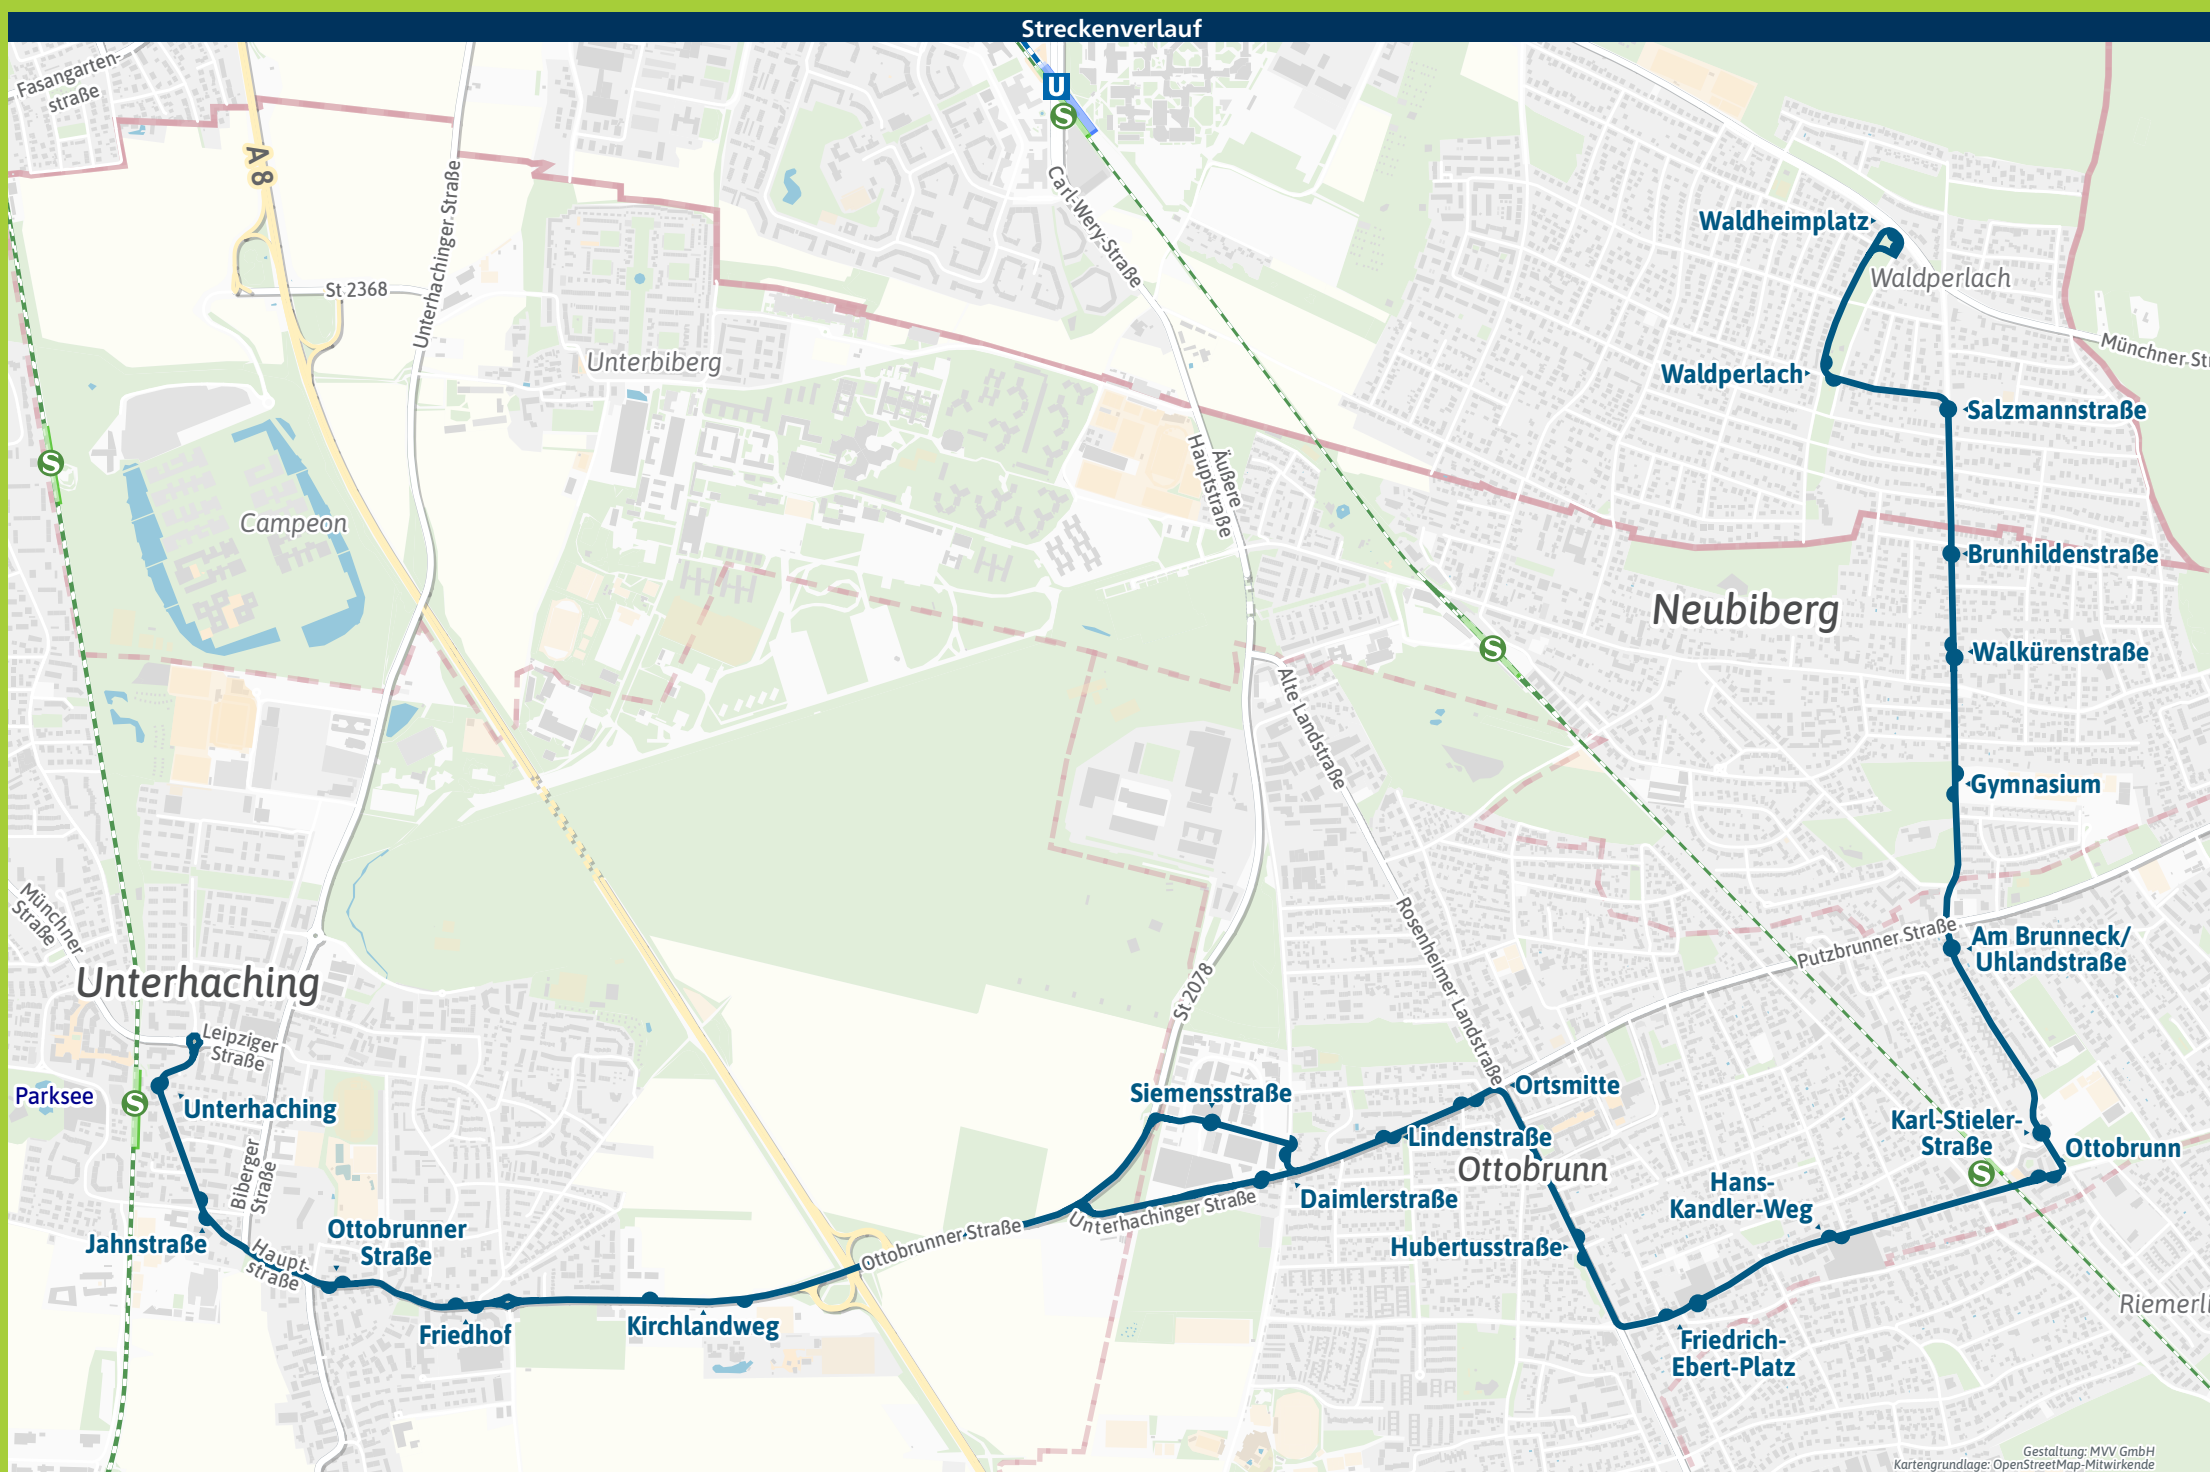 Streckenverlauf
Fasangarten-
straße
A 8
U
S
Carl-Wery-Straße
Unterhachinger Straße
St 2368
Waldheimplatz
Waldperlach
Münchner
Unterbiberg
Waldperlach
Salzmannstraße
S
Äußere
Hauptstraße
Campeon
Brunhildenstraße
Neubiberg
S
Walkürenstraße
Alte Landstraße
Gymnasium
Münchner
Straße
Rosenheimer Landstraße
Putzbrunner Straße
Am Brunneck/
Uhlandstraße
Unterhaching
St 2078
Leipziger
Straße
Parksee
S
Unterhaching
Siemensstraße
Ortsmitte
Lindenstraße
Karl-Stieler-
Straße
Ottobrunn
S
Ottobrunn
Biberger
Straße
Hans-
Kandler-Weg
Daimlerstraße
Unterhachinger Straße
Ottobrunner Straße
Jahnstraße
Haupt-
straße
Ottobrunner
Straße
Hubertusstraße
Friedhof
Kirchlandweg
Friedrich-
Ebert-Platz
Riemerli
Gestaltung: MVV GmbH
Kartengrundlage: OpenStreetMap-Mitwirkende